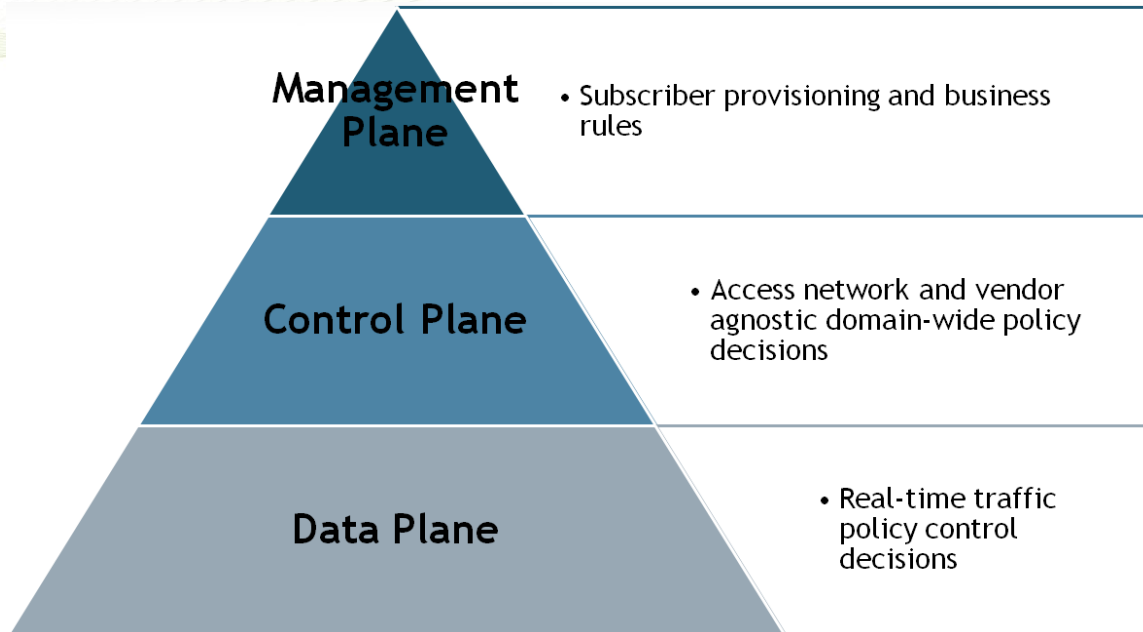 Management
Plane
• Subscriber provisioning and business
rules
Control Plane
• Access network and vendor
agnostic domain-wide policy
decisions
Data Plane
• Real-time traffic
policy control
decisions